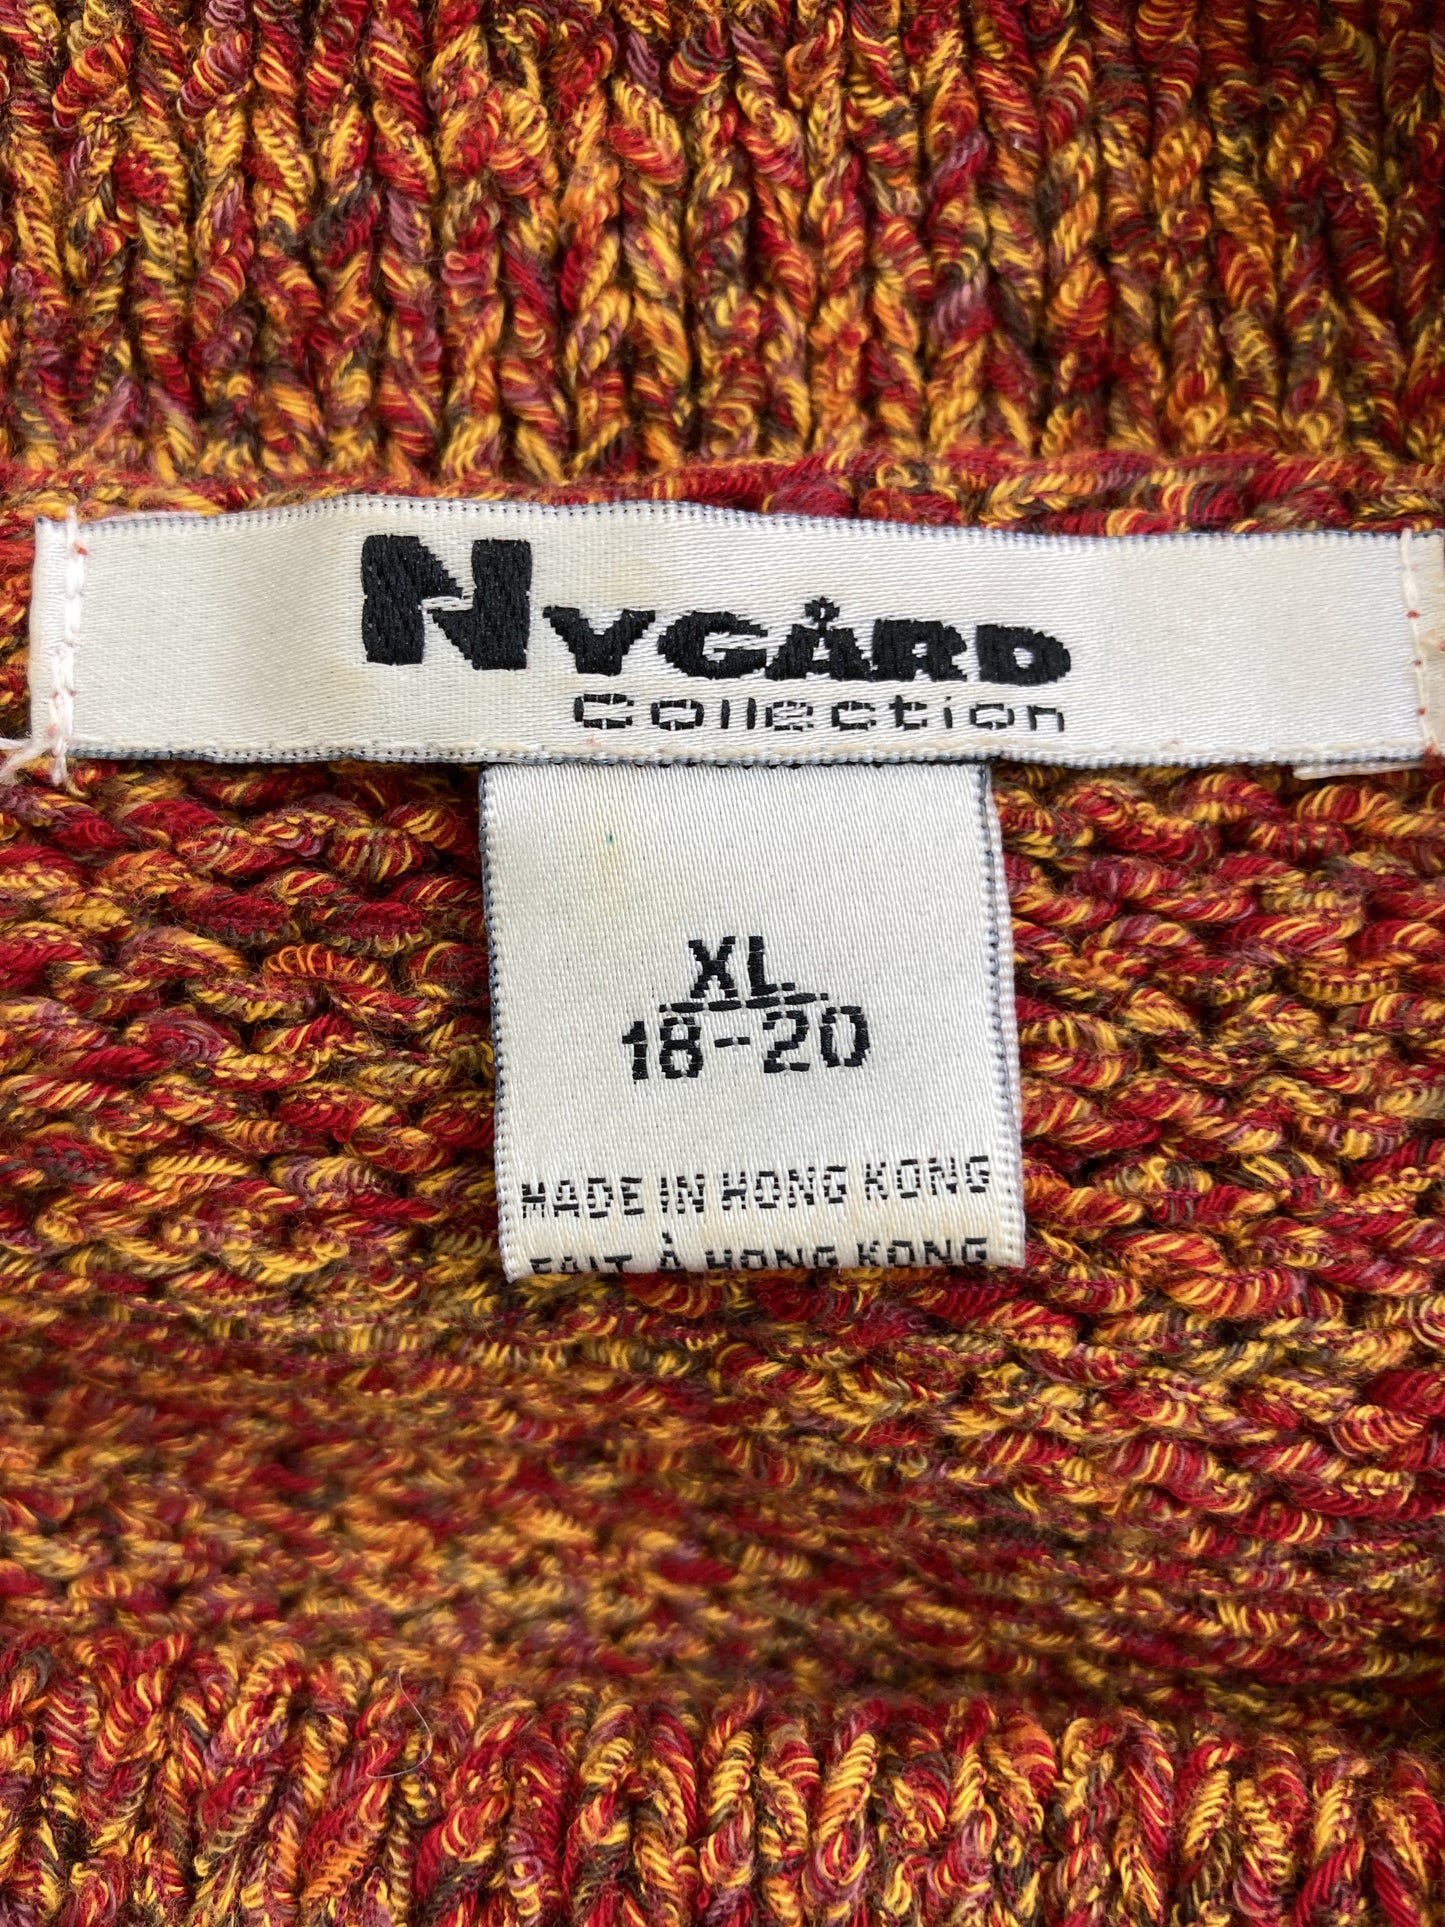 NYGÅRD
Collection
XL
18-20
MADE IN HONG KONG
FAIT À HONG KONG